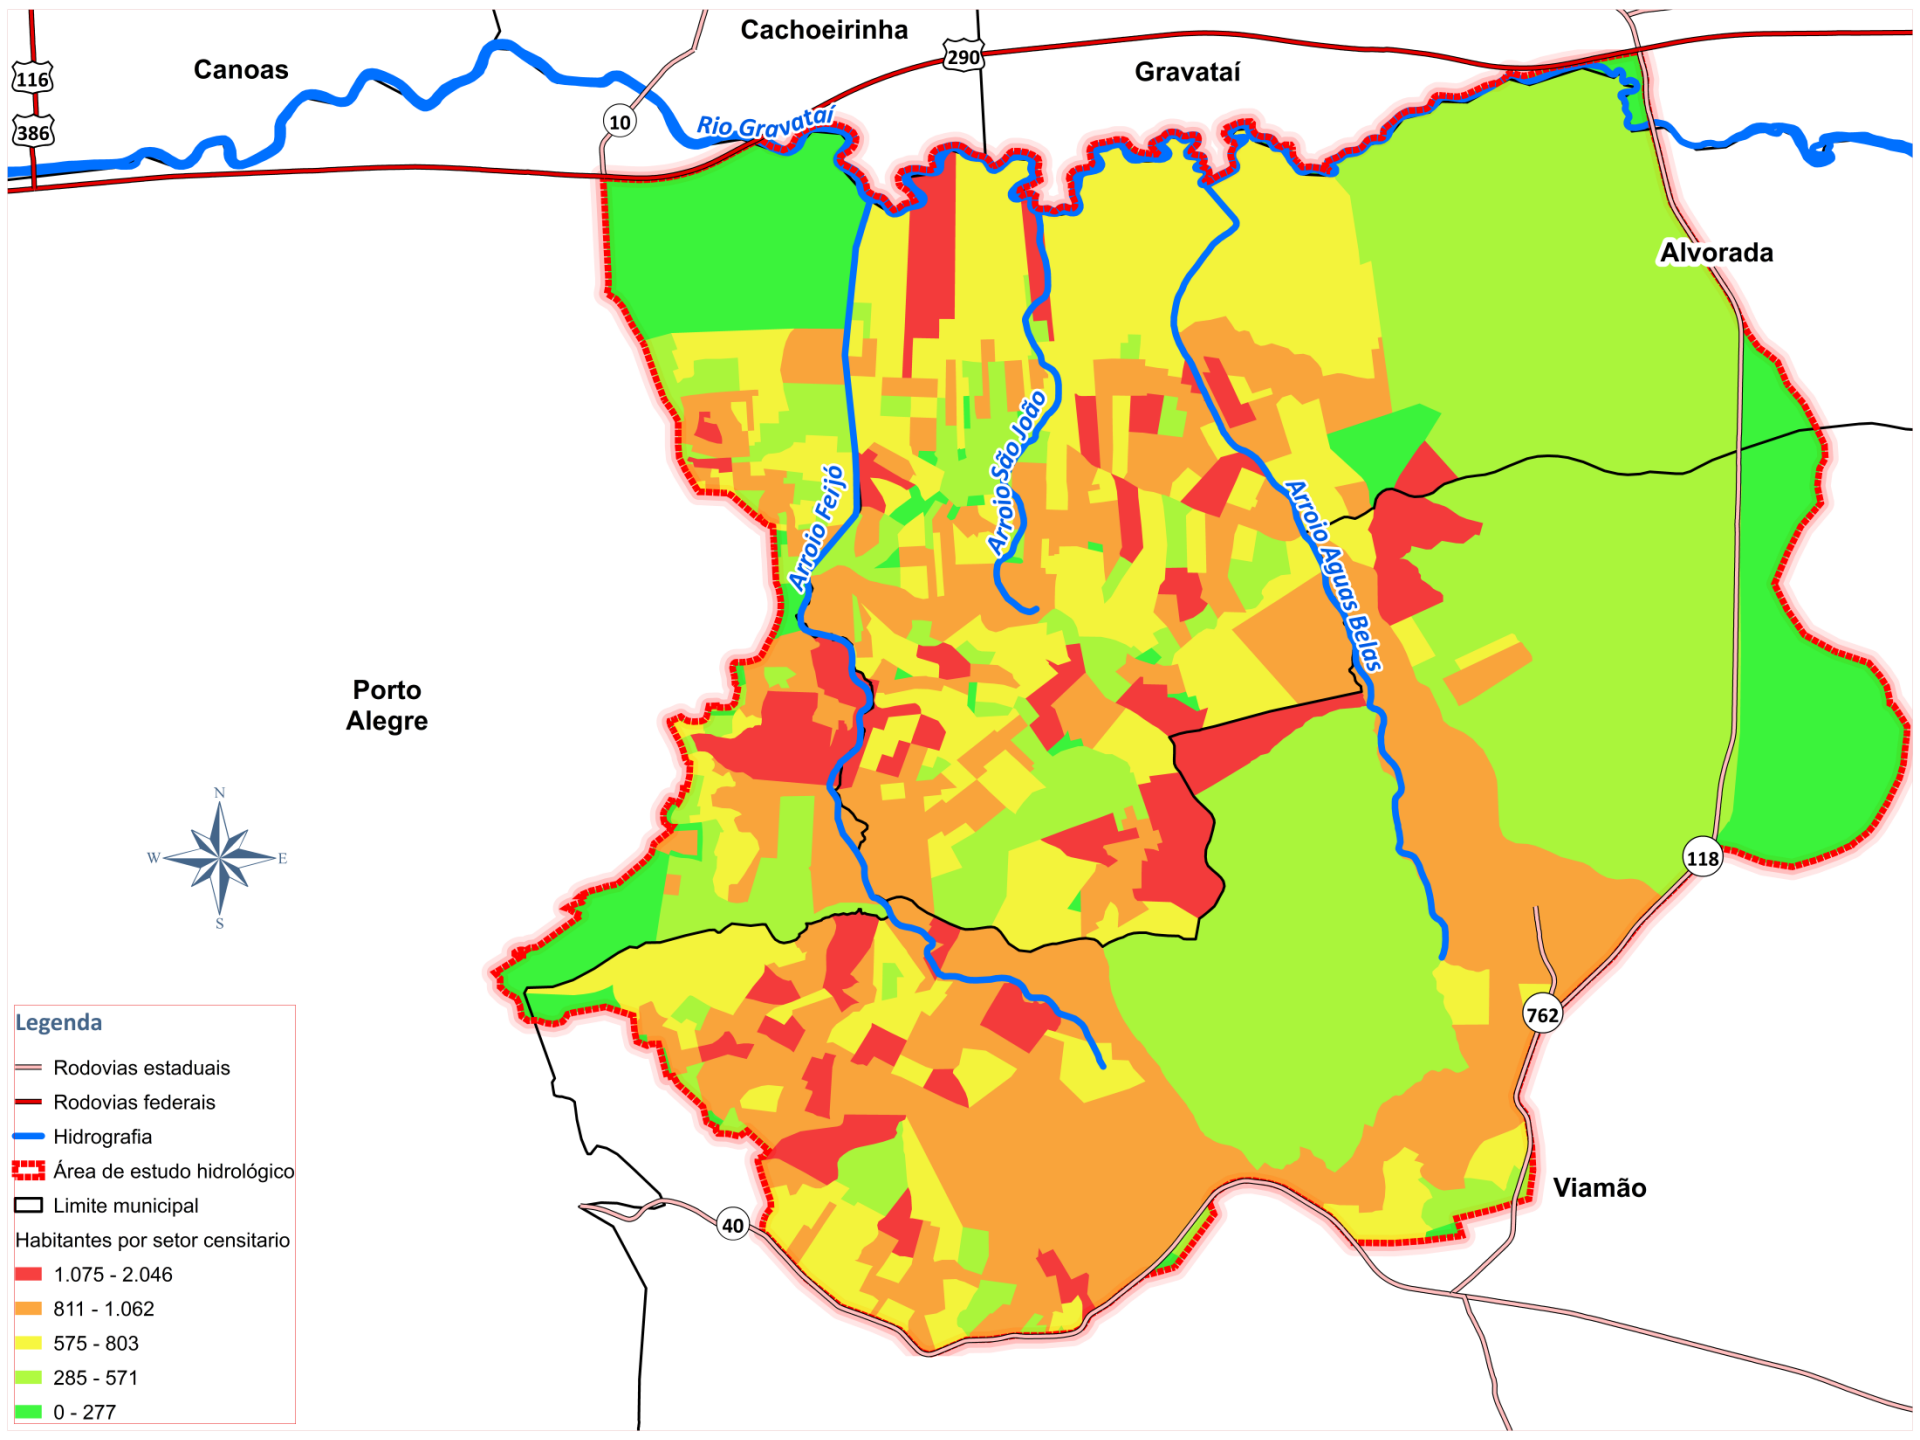 Cachoeirinha
290
Canoas
Gravataí
116
386
10
Rio Gravataí
Alvorada
Arroio São João
Arroio Feijó
Arroio Aguas Belas
Porto
Alegre
N
W
E
S
118
762
Viamão
40
Legenda
Rodovias estaduais
Rodovias federais
Hidrografia
Área de estudo hidrológico
Limite municipal
Habitantes por setor censitario
1.075 - 2.046
811 - 1.062
575 - 803
285 - 571
0 - 277